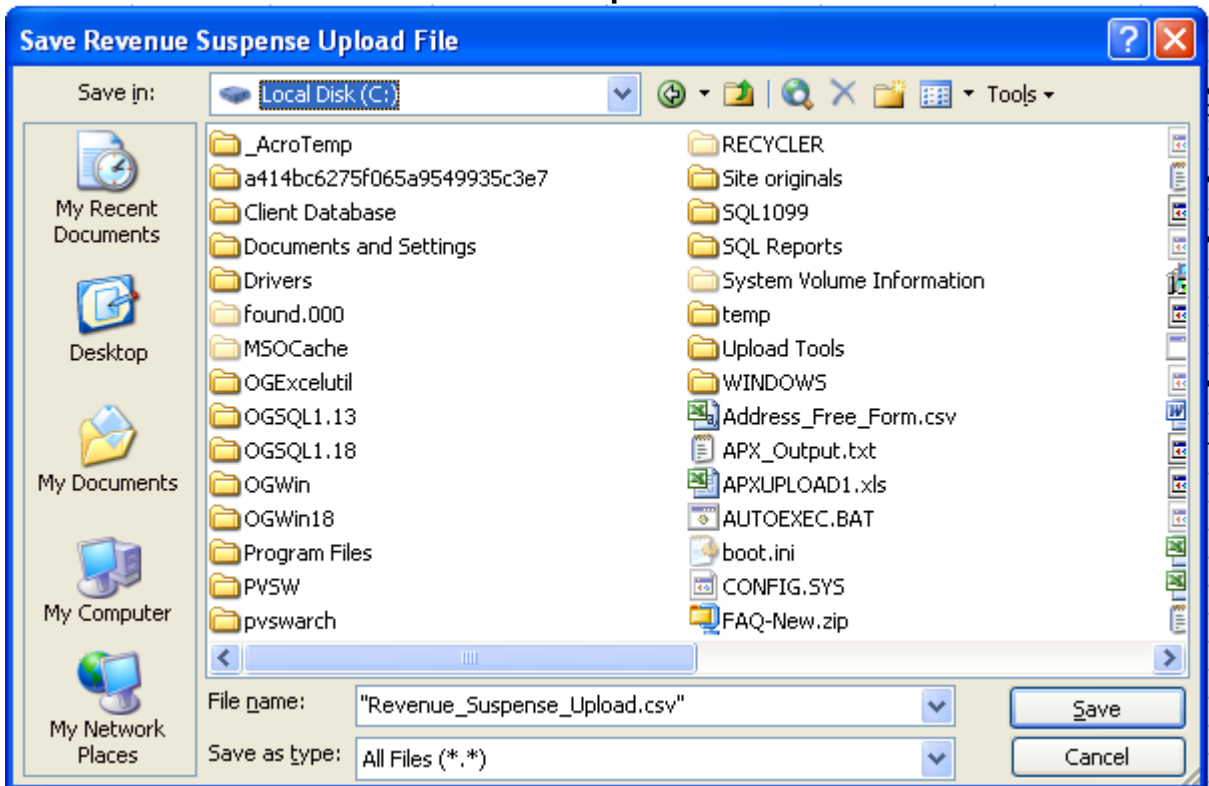 Save Revenue Suspense Upload File
Save in:
Local Disk (C:)
Tools
My Recent
Documents
Desktop
My Documents
My Computer
My Network
Places
_AcroTemp
a414bc6275f065a9549935c3e7
Client Database
Documents and Settings
Drivers
found.000
MSOCache
OGExcelutil
OGSQL1.13
OGSQL1.18
OGWin
OGWin18
Program Files
PVSW
pvswarch
RECYCLER
Site originals
SQL1099
SQL Reports
System Volume Information
temp
Upload Tools
WINDOWS
Address_Free_Form.csv
APX_Output.txt
APXUPLOAD1.xls
AUTOEXEC.BAT
boot.ini
CONFIG.SYS
FAQ-New.zip
File name:
"Revenue_Suspense_Upload.csv"
Save
Save as type:
All Files (*.*)
Cancel